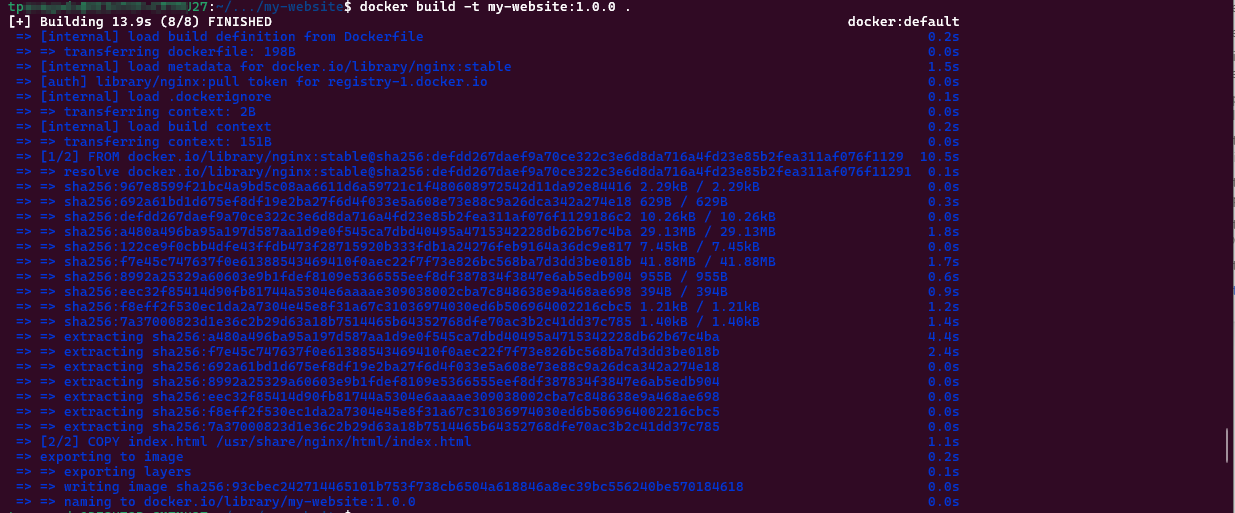 U27:~/.../my-website$ docker build -t my-website:1.0.0 .
[+] Building 13.9s (8/8) FINISHED docker:default
=> [internal] load build definition from Dockerfile 0.2s
=> => transferring dockerfile: 198B 0.0s
=> [internal] load metadata for docker.io/library/nginx:stable 1.5s
=> [auth] library/nginx:pull token for registry-1.docker.io 0.0s
=> [internal] load .dockerignore 0.1s
=> => transferring context: 2B 0.0s
=> [internal] load build context 0.2s
=> => transferring context: 151B 0.0s
=> [1/2] FROM docker.io/library/nginx:stable@sha256:defdd267daef9a70ce322c3e6d8da716a4fd23e85b2fea311af076f1129 10.5s
=> => resolve docker.io/library/nginx:stable@sha256:defdd267daef9a70ce322c3e6d8da716a4fd23e85b2fea311af076f11291 0.1s
=> => sha256:967e8599f21bc4a9bd5c08aa6611d6a59721c1f480608972542d11da92e84416 2.29kB / 2.29kB 0.0s
=> => sha256:692a61bd1d675ef8df19e2ba27f6d4f033e5a608e73e88c9a26dca342a274e18 629B / 629B 0.3s
=> => sha256:defdd267daef9a70ce322c3e6d8da716a4fd23e85b2fea311af076f1129186c2 10.26kB / 10.26kB 0.0s
=> => sha256:a480a496ba95a197d587aa1d9e0f545ca7dbd40495a4715342228db62b67c4ba 29.13MB / 29.13MB 1.8s
=> => sha256:122ce9f0cbb4dfe43ffdb473f28715920b333fdb1a24276feb9164a36dc9e817 7.45kB / 7.45kB 0.0s
=> => sha256:f7e45c747637f0e61388543469410f0aec22f7f73e826bc568ba7d3dd3be018b 41.88MB / 41.88MB 1.7s
=> => sha256:8992a25329a60603e9b1fdef8109e5366555eef8df387834f3847e6ab5edb904 955B / 955B 0.6s
=> => sha256:eec32f85414d90fb81744a5304e6aaaae309038002cba7c848638e9a468ae698 394B / 394B 0.9s
=> => sha256:f8eff2f530ec1da2a7304e45e8f31a67c31036974030ed6b506964002216cbc5 1.21kB / 1.21kB 1.2s
=> => sha256:7a37000823d1e36c2b29d63a18b7514465b64352768dfe70ac3b2c41dd37c785 1.40kB / 1.40kB 1.4s
=> => extracting sha256:a480a496ba95a197d587aa1d9e0f545ca7dbd40495a4715342228db62b67c4ba 4.4s
=> => extracting sha256:f7e45c747637f0e61388543469410f0aec22f7f73e826bc568ba7d3dd3be018b 2.4s
=> => extracting sha256:692a61bd1d675ef8df19e2ba27f6d4f033e5a608e73e88c9a26dca342a274e18 0.0s
=> => extracting sha256:8992a25329a60603e9b1fdef8109e5366555eef8df387834f3847e6ab5edb904 0.0s
=> => extracting sha256:eec32f85414d90fb81744a5304e6aaaae309038002cba7c848638e9a468ae698 0.0s
=> => extracting sha256:f8eff2f530ec1da2a7304e45e8f31a67c31036974030ed6b506964002216cbc5 0.0s
=> => extracting sha256:7a37000823d1e36c2b29d63a18b7514465b64352768dfe70ac3b2c41dd37c785 0.0s
=> [2/2] COPY index.html /usr/share/nginx/html/index.html 1.1s
=> exporting to image 0.2s
=> => exporting layers 0.1s
=> => writing image sha256:93cbec242714465101b753f738cb6504a618846a8ec39bc556240be570184618 0.0s
=> => naming to docker.io/library/my-website:1.0.0 0.0s